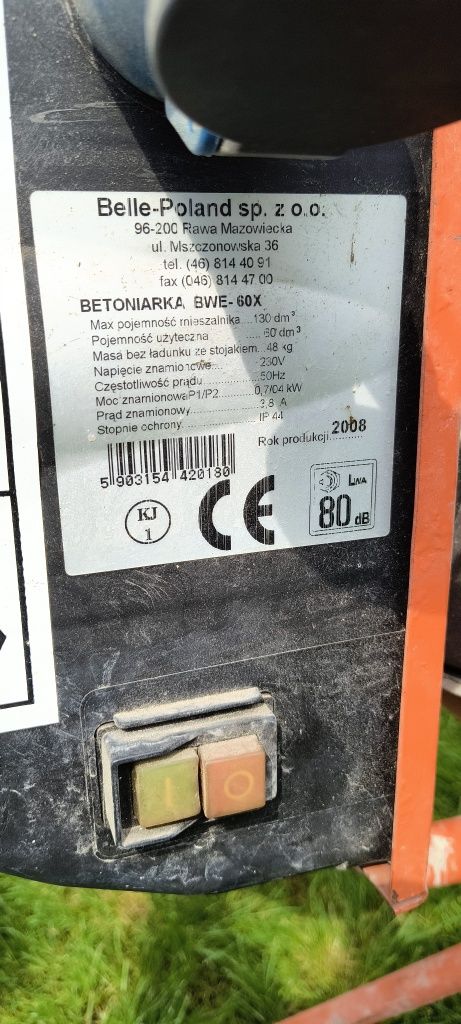 Belle-Poland sp. z o.o.
96-200 Rawa Mazowiecka
ul. Mszczonowska 36
tel. (46) 814 40 91
fax (046) 814 47 00
BETONIARKA BWE- 60X
Max pojemność mieszalnika...130 dm³
Pojemność użyteczna ..... 60 dm³
Masa bez ładunku ze stojakiem..48 kg
Napięcie znamionowe..........230V
Częstotliwość prądu...........50Hz
Moc znamionowaP1/P2........0,7/04 kW
Prąd znamionowy..............3,8 A
Stopnie ochrony................IP 44
Rok produkcji.........2008
5 903154 420180
KJ
1
CE
LWA
80 dB
I O